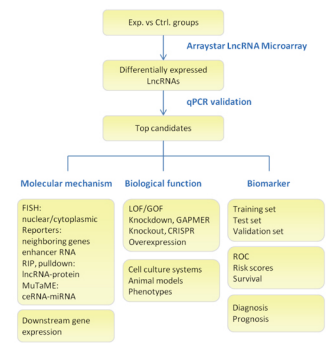 Exp. vs Ctrl. groups
Arraystar LncRNA Microarray
Differentially expressed
LncRNAs
qPCR validation
Top candidates
Molecular mechanism
FISH:
nuclear/cytoplasmic
Reporters:
neighboring genes
enhancer RNA
RIP, pulldown:
lncRNA-protein
MuTaME:
ceRNA-miRNA
Downstream gene
expression
Biological function
LOF/GOF
Knockdown, GAPMER
Knockout, CRISPR
Overexpression
Cell culture systems
Animal models
Phenotypes
Biomarker
Training set
Test set
Validation set
ROC
Risk scores
Survival
Diagnosis
Prognosis